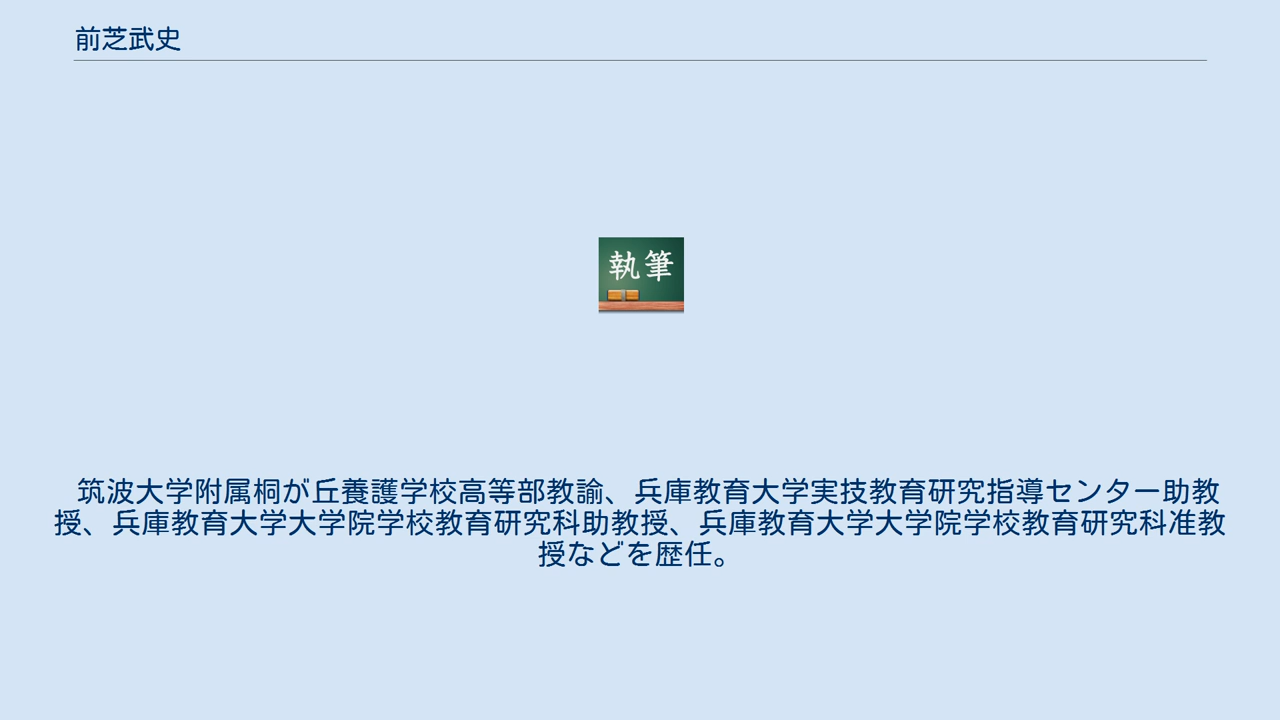 前芝武史
執筆
筑波大学附属桐が丘養護学校高等部教諭、兵庫教育大学実技教育研究指導センター助教
授、兵庫教育大学大学院学校教育研究科助教授、兵庫教育大学大学院学校教育研究科准教
授などを歴任。